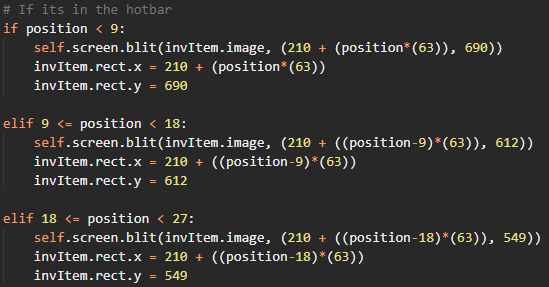 # If its in the hotbar
if position < 9:
    self.screen.blit(invItem.image, (210 + (position*(63)), 690))
    invItem.rect.x = 210 + (position*(63))
    invItem.rect.y = 690

elif 9 <= position < 18:
    self.screen.blit(invItem.image, (210 + ((position-9)*(63)), 612))
    invItem.rect.x = 210 + ((position-9)*(63))
    invItem.rect.y = 612

elif 18 <= position < 27:
    self.screen.blit(invItem.image, (210 + ((position-18)*(63)), 549))
    invItem.rect.x = 210 + ((position-18)*(63))
    invItem.rect.y = 549